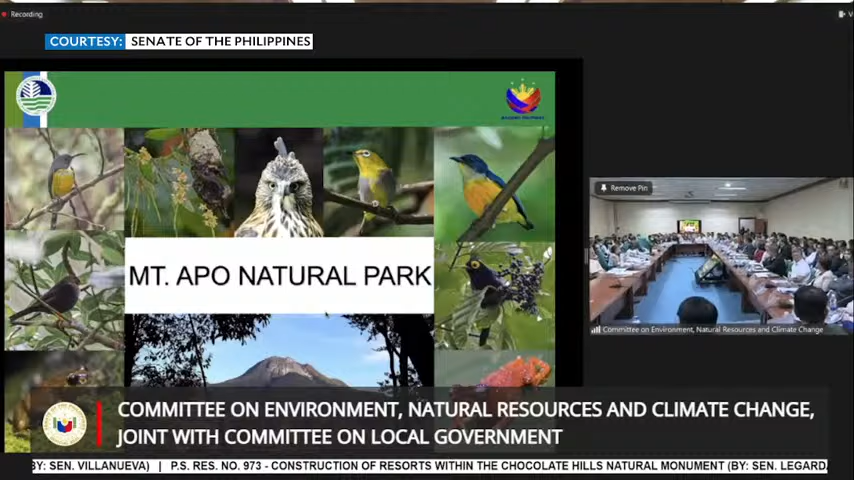 Recording
COURTESY: SENATE OF THE PHILIPPINES
Remove Pin
MT. APO NATURAL PARK
Committee on Environment, Natural Resources and Climate Change
COMMITTEE ON ENVIRONMENT, NATURAL RESOURCES AND CLIMATE CHANGE,
JOINT WITH COMMITTEE ON LOCAL GOVERNMENT
BY: SEN. VILLANUEVA) | P.S. RES. NO. 973 - CONSTRUCTION OF RESORTS WITHIN THE CHOCOLATE HILLS NATURAL MONUMENT (BY: SEN. LEGARDA